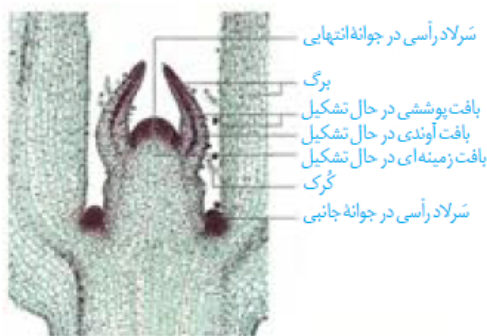 سَرلاد رأسی در جوانهٔ انتهایی
برگ
بافت پوششی در حال تشکیل
بافت آوندی در حال تشکیل
بافت زمینه‌ای در حال تشکیل
کُرک
سَرلاد رأسی در جوانهٔ جانبی